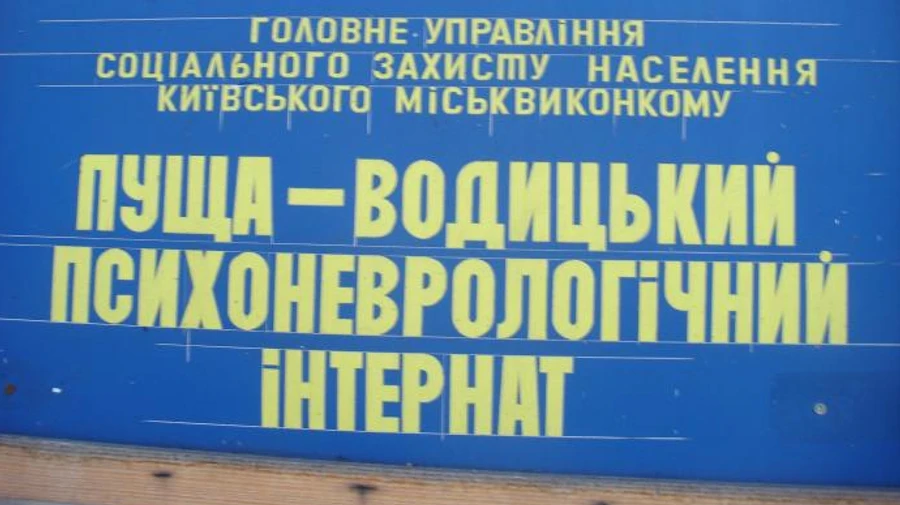 ГОЛОВНЕ УПРАВЛІННЯ
СОЦІАЛЬНОГО ЗАХИСТУ НАСЕЛЕННЯ
КИЇВСЬКОГО МІСЬКВИКОНКОМУ
ПУЩА – ВОДИЦЬКИЙ
ПСИХОНЕВРОЛОГІЧНИЙ
ІНТЕРНАТ